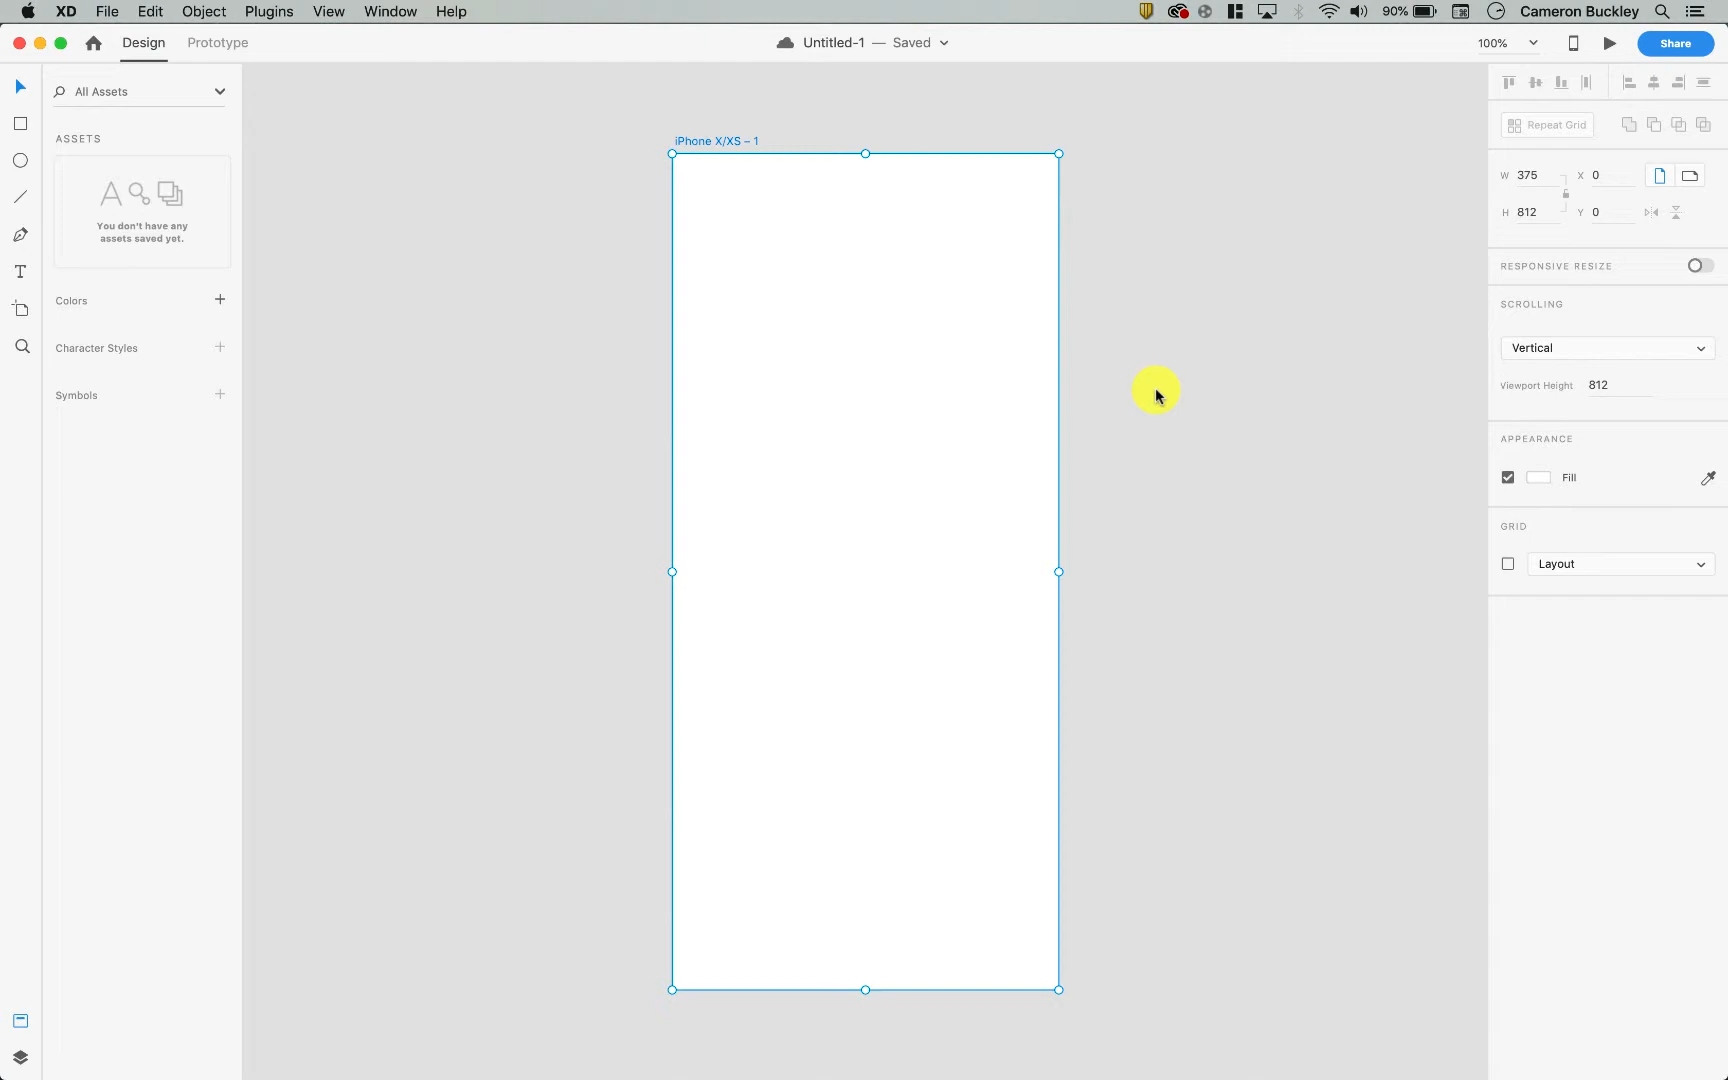 XD File Edit Object Plugins View Window Help 90% Cameron Buckley
Design Prototype Untitled-1 — Saved 100% Share
All Assets
ASSETS
You don't have any
assets saved yet.
Colors
Character Styles
Symbols
iPhone X/XS – 1
Repeat Grid
W 375 X 0
H 812 Y 0
RESPONSIVE RESIZE
SCROLLING
Vertical
Viewport Height 812
APPEARANCE
Fill
GRID
Layout